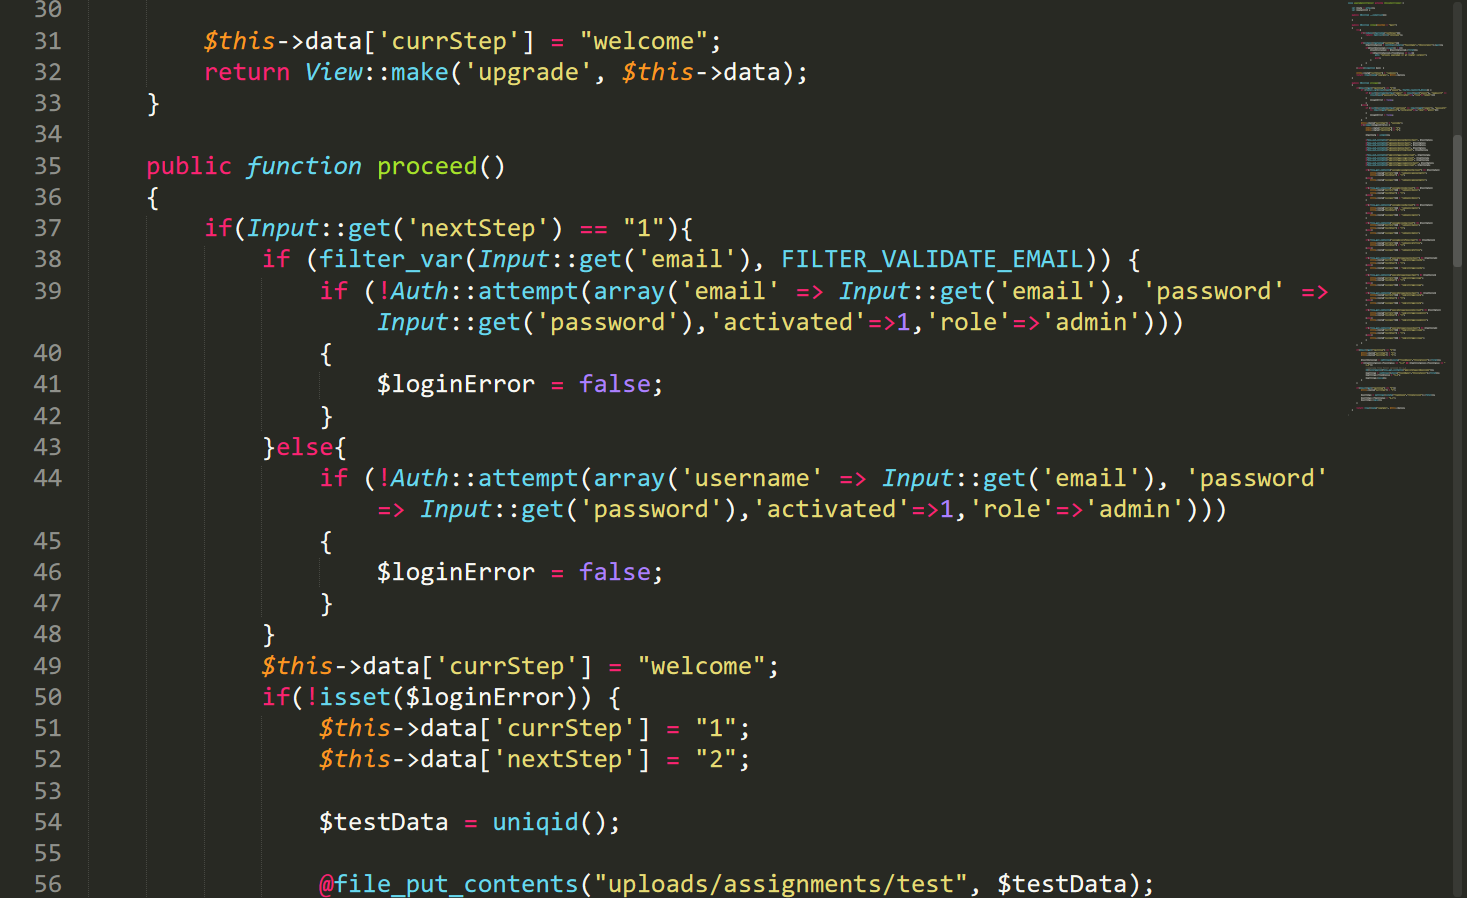 30
31 $this->data['currStep'] = "welcome";
32 return View::make('upgrade', $this->data);
33 }
34
35 public function proceed()
36 {
37 if(Input::get('nextStep') == "1"){
38 if (filter_var(Input::get('email'), FILTER_VALIDATE_EMAIL)) {
39 if (!Auth::attempt(array('email' => Input::get('email'), 'password' =>
Input::get('password'),'activated'=>1,'role'=>'admin')))
40 {
41 $loginError = false;
42 }
43 }else{
44 if (!Auth::attempt(array('username' => Input::get('email'), 'password'
=> Input::get('password'),'activated'=>1,'role'=>'admin')))
45 {
46 $loginError = false;
47 }
48 }
49 $this->data['currStep'] = "welcome";
50 if(!isset($loginError)) {
51 $this->data['currStep'] = "1";
52 $this->data['nextStep'] = "2";
53
54 $testData = uniqid();
55
56 @file_put_contents("uploads/assignments/test", $testData);